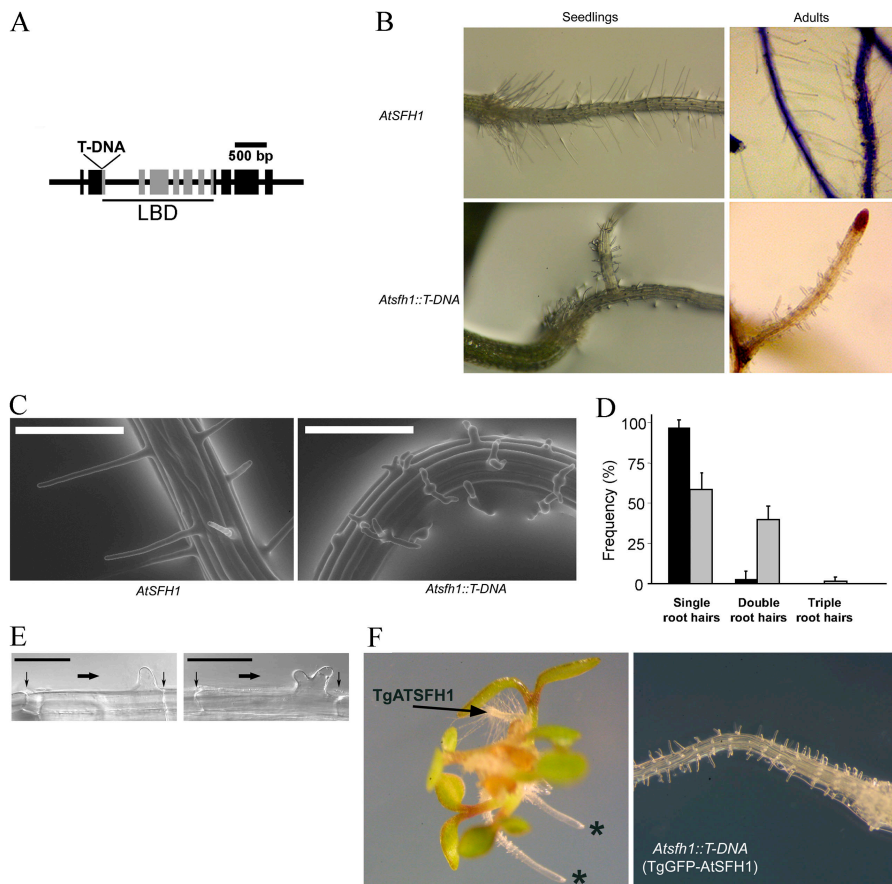 A
T-DNA
500 bp
LBD
B
Seedlings
Adults
AtSFH1
Atsfh1::T-DNA
C
AtSFH1
Atsfh1::T-DNA
D
Frequency (%)
100
75
50
25
0
Single root hairs
Double root hairs
Triple root hairs
E
F
TgATSFH1
*
*
Atsfh1::T-DNA
(TgGFP-AtSFH1)